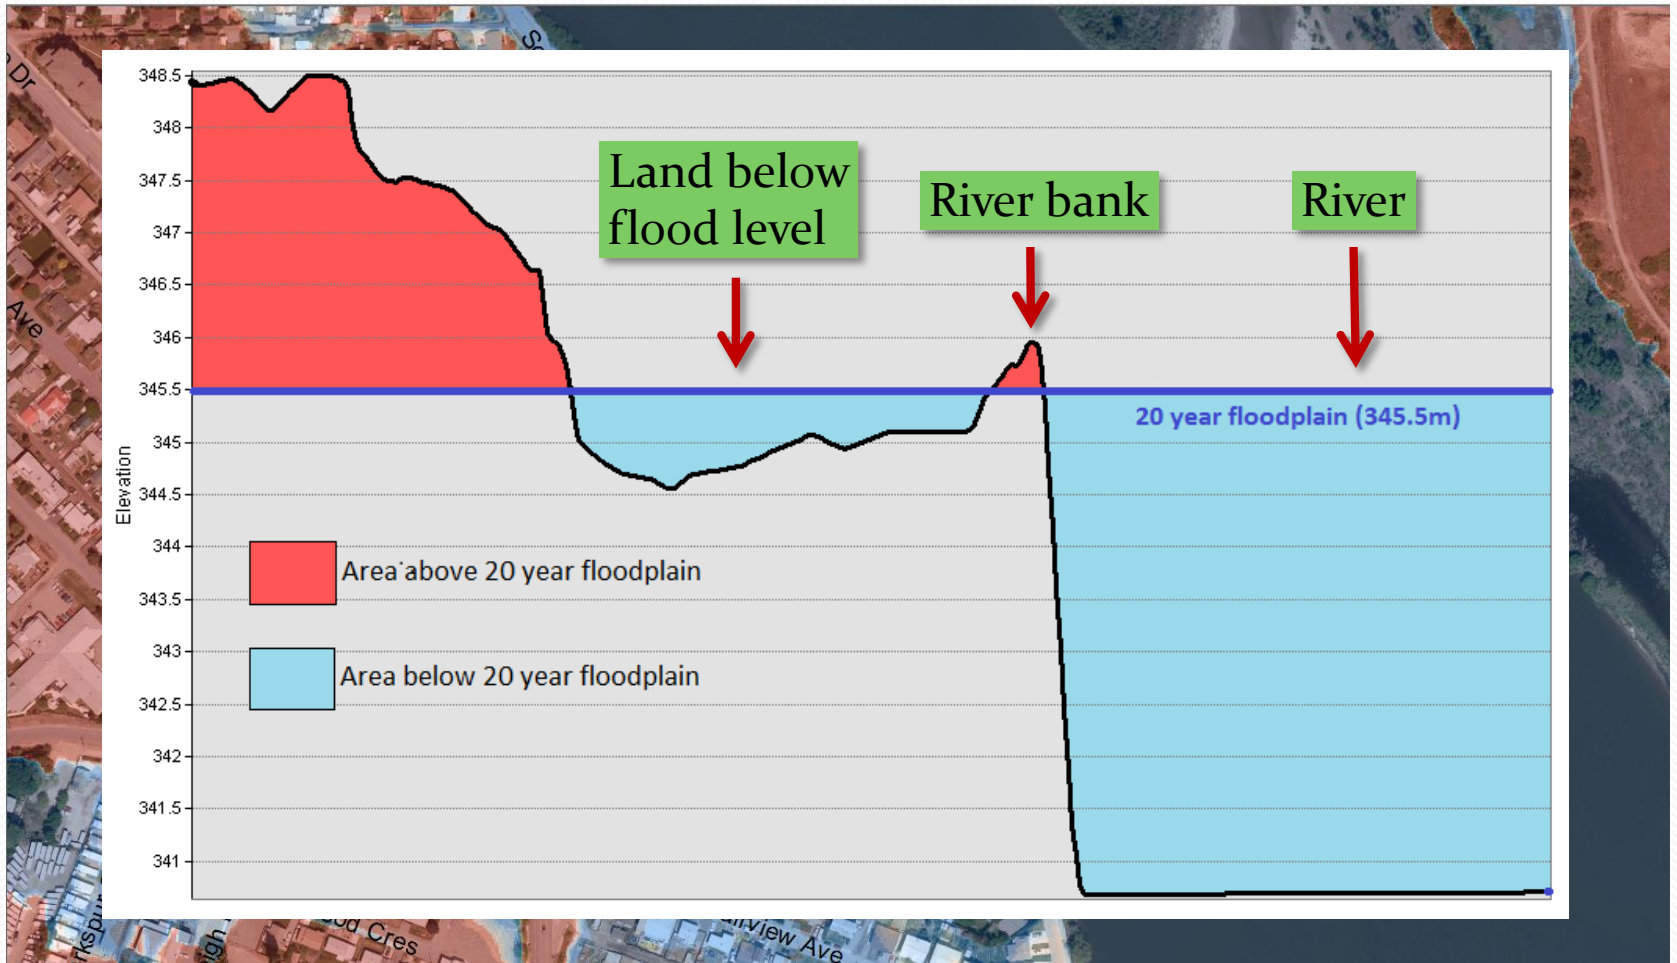 Dr
Ave
348.5
348
347.5
347
346.5
346
345.5
345
344.5
344
343.5
343
342.5
342
341.5
341
Elevation
Land below
flood level
River bank
River
20 year floodplain (345.5m)
Area above 20 year floodplain
Area below 20 year floodplain
Cres
Ave